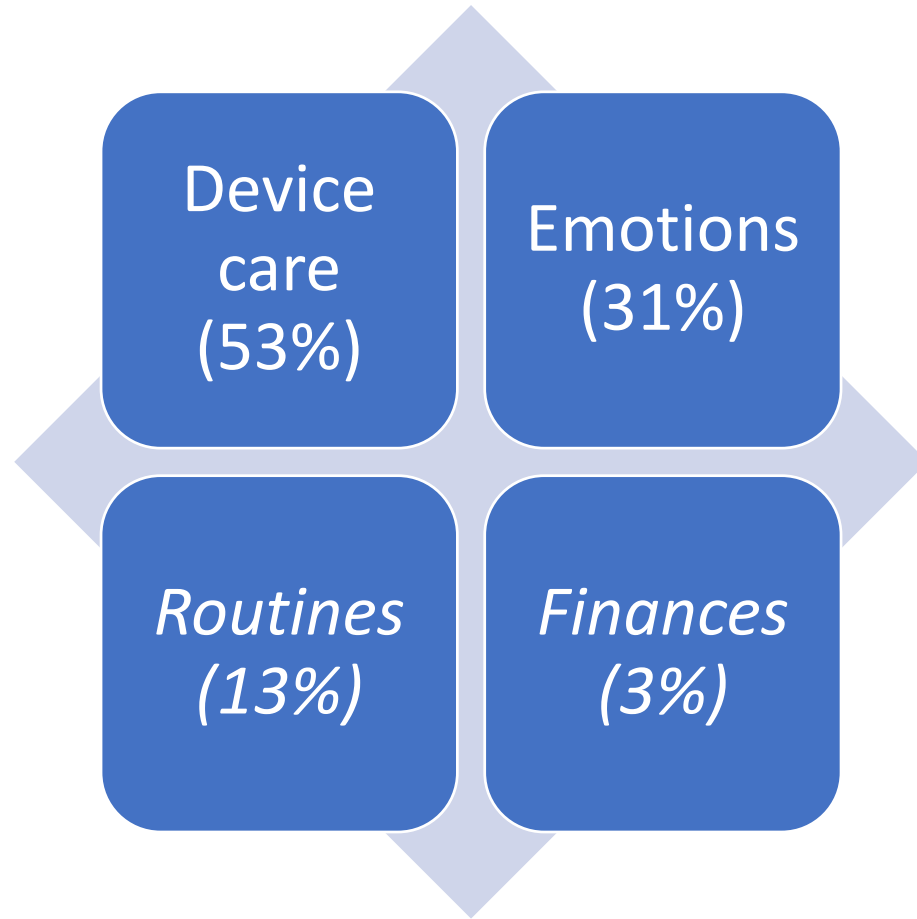 Device
care
(53%)
Emotions
(31%)
Routines
(13%)
Finances
(3%)